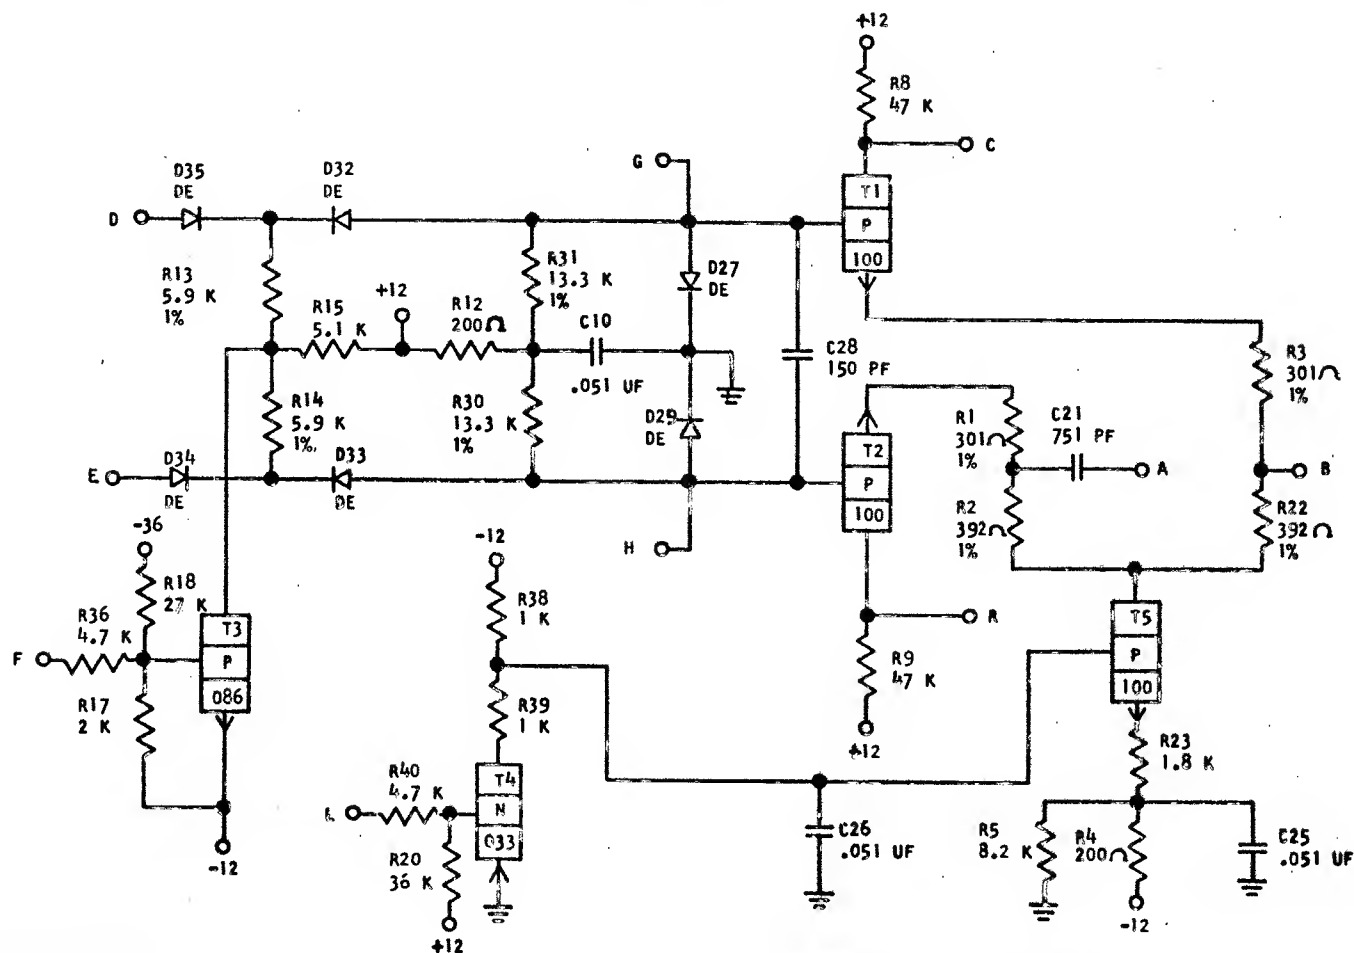 +12
R8
47 K
C
T1
P
100
G
D35
DE
D32
DE
D
R13
5.9 K
1%
R15
5.1 K
+12
R12
200Ω
R31
13.3 K
1%
C10
.051 UF
D27
DE
C28
150 PF
R3
301Ω
1%
R14
5.9 K
1%
R30
13.3 K
1%
D29
DE
T2
P
100
R1
301Ω
1%
C21
751 PF
A
B
R2
392Ω
1%
R22
392Ω
1%
E
D34
DE
D33
DE
H
-36
R18
27 K
R36
4.7 K
F
R17
2 K
T3
P
086
-12
-12
R38
1 K
R39
1 K
R40
4.7 K
L
T4
N
033
R20
36 K
+12
R
R9
47 K
+12
T5
P
100
R23
1.8 K
C26
.051 UF
R5
8.2 K
R4
200Ω
-12
C25
.051 UF